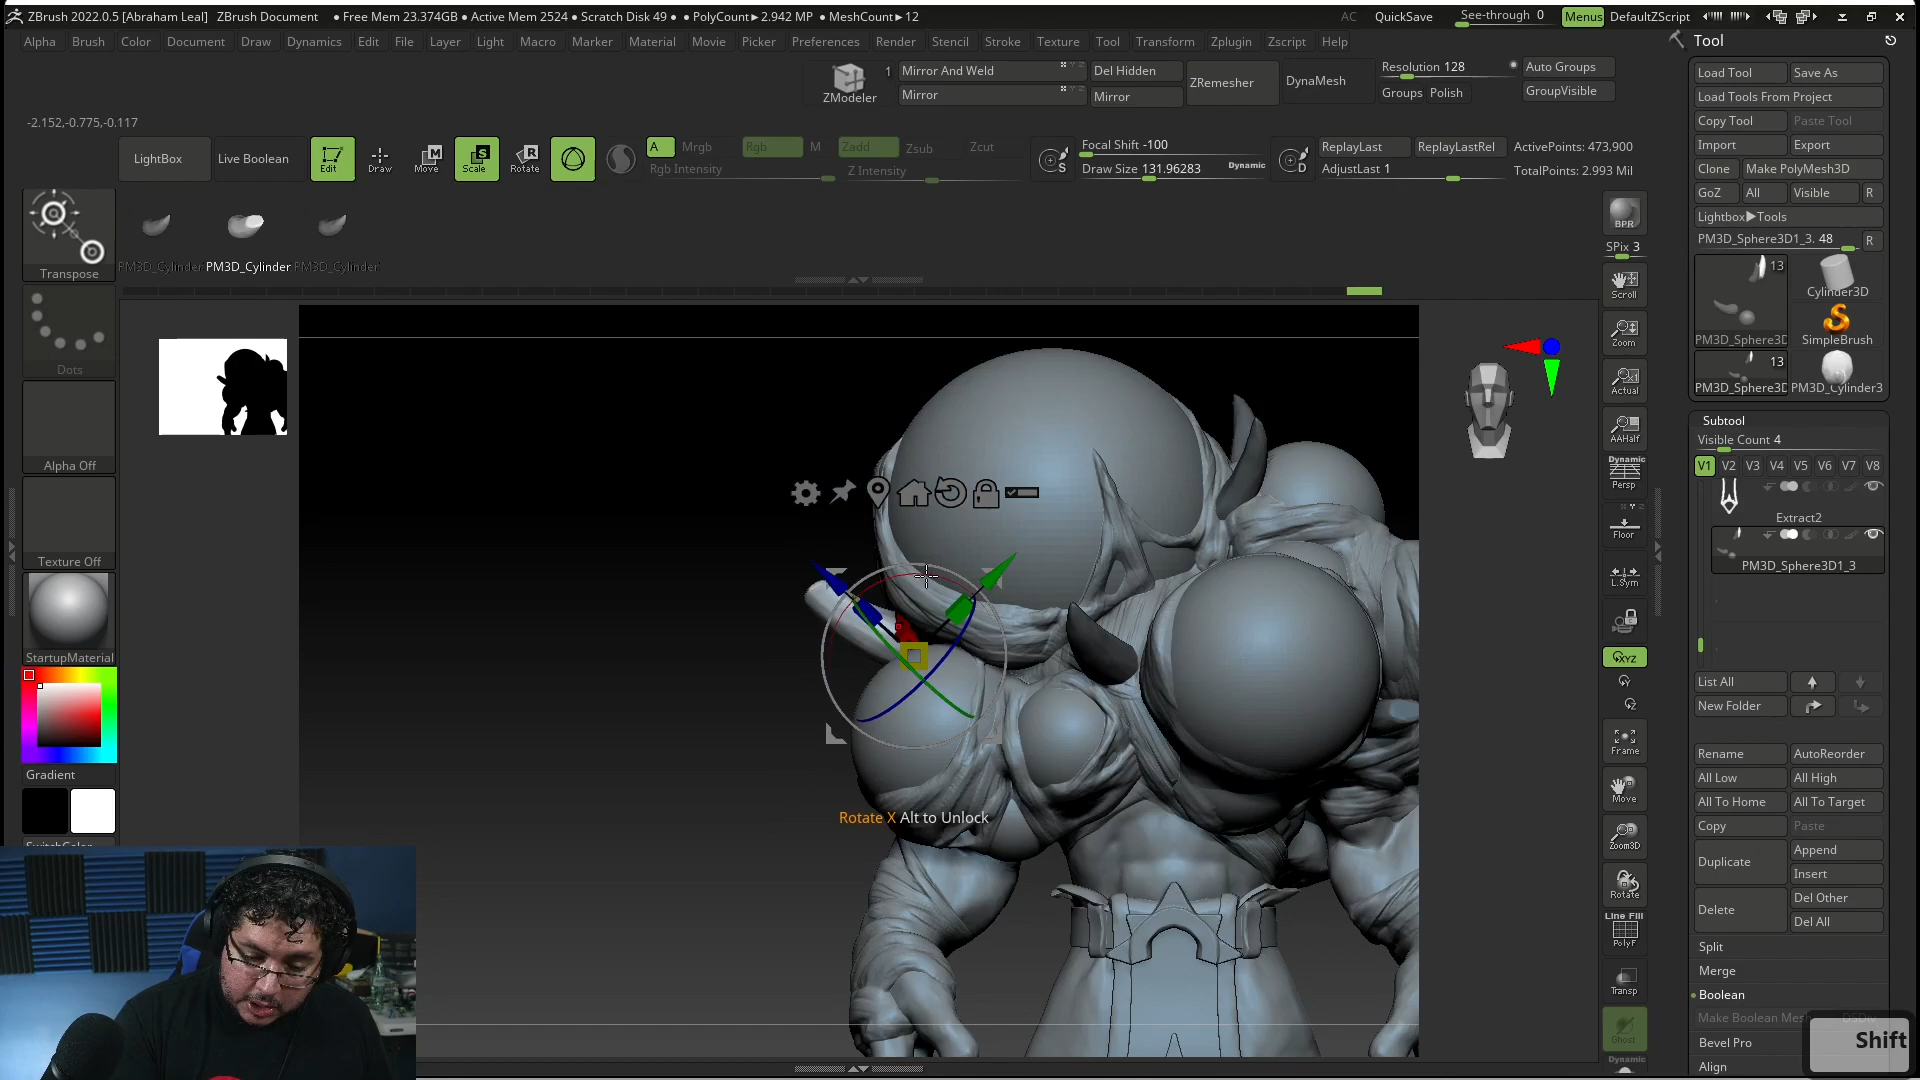 ZBrush 2022.0.5 [Abraham Leal] ZBrush Document ● Free Mem 23.374GB ● Active Mem 2524 ● Scratch Disk 49 ● ● PolyCount► 2.942 MP ● MeshCount► 12 AC QuickSave See-through 0 Menus DefaultZScript
Alpha Brush Color Document Draw Dynamics Edit File Layer Light Macro Marker Material Movie Picker Preferences Render Stencil Stroke Texture Tool Transform Zplugin Zscript Help
Tool
1 Mirror And Weld Del Hidden ZRemesher DynaMesh Resolution 128 Auto Groups
ZModeler Mirror Mirror Groups Polish GroupVisible
-2.152,-0.775,-0.117
LightBox Live Boolean Edit Draw Move Scale Rotate
A Mrgb Rgb M Zadd Zsub Zcut
Rgb Intensity Z Intensity
S Focal Shift -100
Draw Size 131.96283 Dynamic
D ReplayLast ReplayLastRel ActivePoints: 473,900
AdjustLast 1 TotalPoints: 2.993 Mil
Transpose
PM3D_Cylinder PM3D_Cylinder PM3D_Cylinder
Dots
Alpha Off
Texture Off
StartupMaterial
Gradient
SwitchColor
Rotate X Alt to Unlock
BPR
SPix 3
Scroll
Zoom
Actual
AAHalf
Dynamic
Persp
Floor
L.Sym
XYZ
Y
Z
Frame
Move
Zoom3D
Rotate
Line Fill
PolyF
Transp
Ghost
Dynamic
Load Tool Save As
Load Tools From Project
Copy Tool Paste Tool
Import Export
Clone Make PolyMesh3D
GoZ All Visible R
Lightbox►Tools
PM3D_Sphere3D1_3. 48 R
13
Cylinder3D
PM3D_Sphere3D SimpleBrush
13
PM3D_Sphere3D PM3D_Cylinder3
Subtool
Visible Count 4
V1 V2 V3 V4 V5 V6 V7 V8
Extract2
PM3D_Sphere3D1_3
List All
New Folder
Rename AutoReorder
All Low All High
All To Home All To Target
Copy Paste
Duplicate Append
Insert
Delete Del Other
Del All
Split
Merge
Boolean
Make Boolean Mesh DSDiv
Bevel Pro
Align
Shift